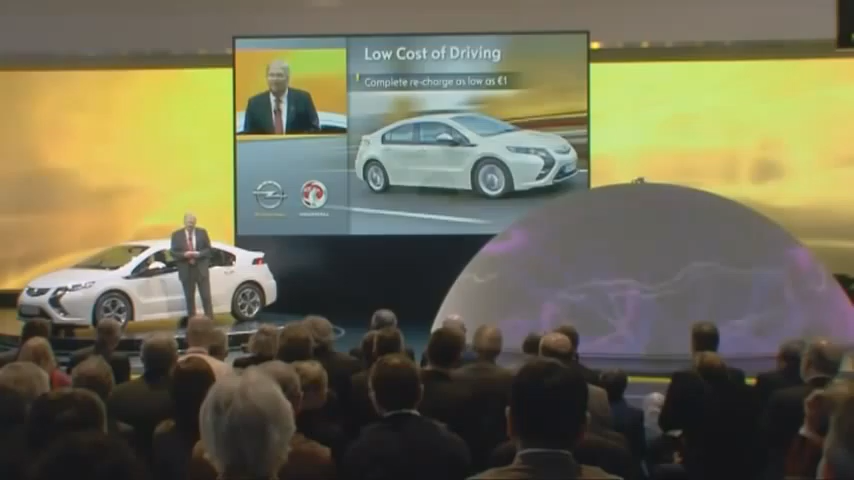 Low Cost of Driving
Complete re-charge as low as €1